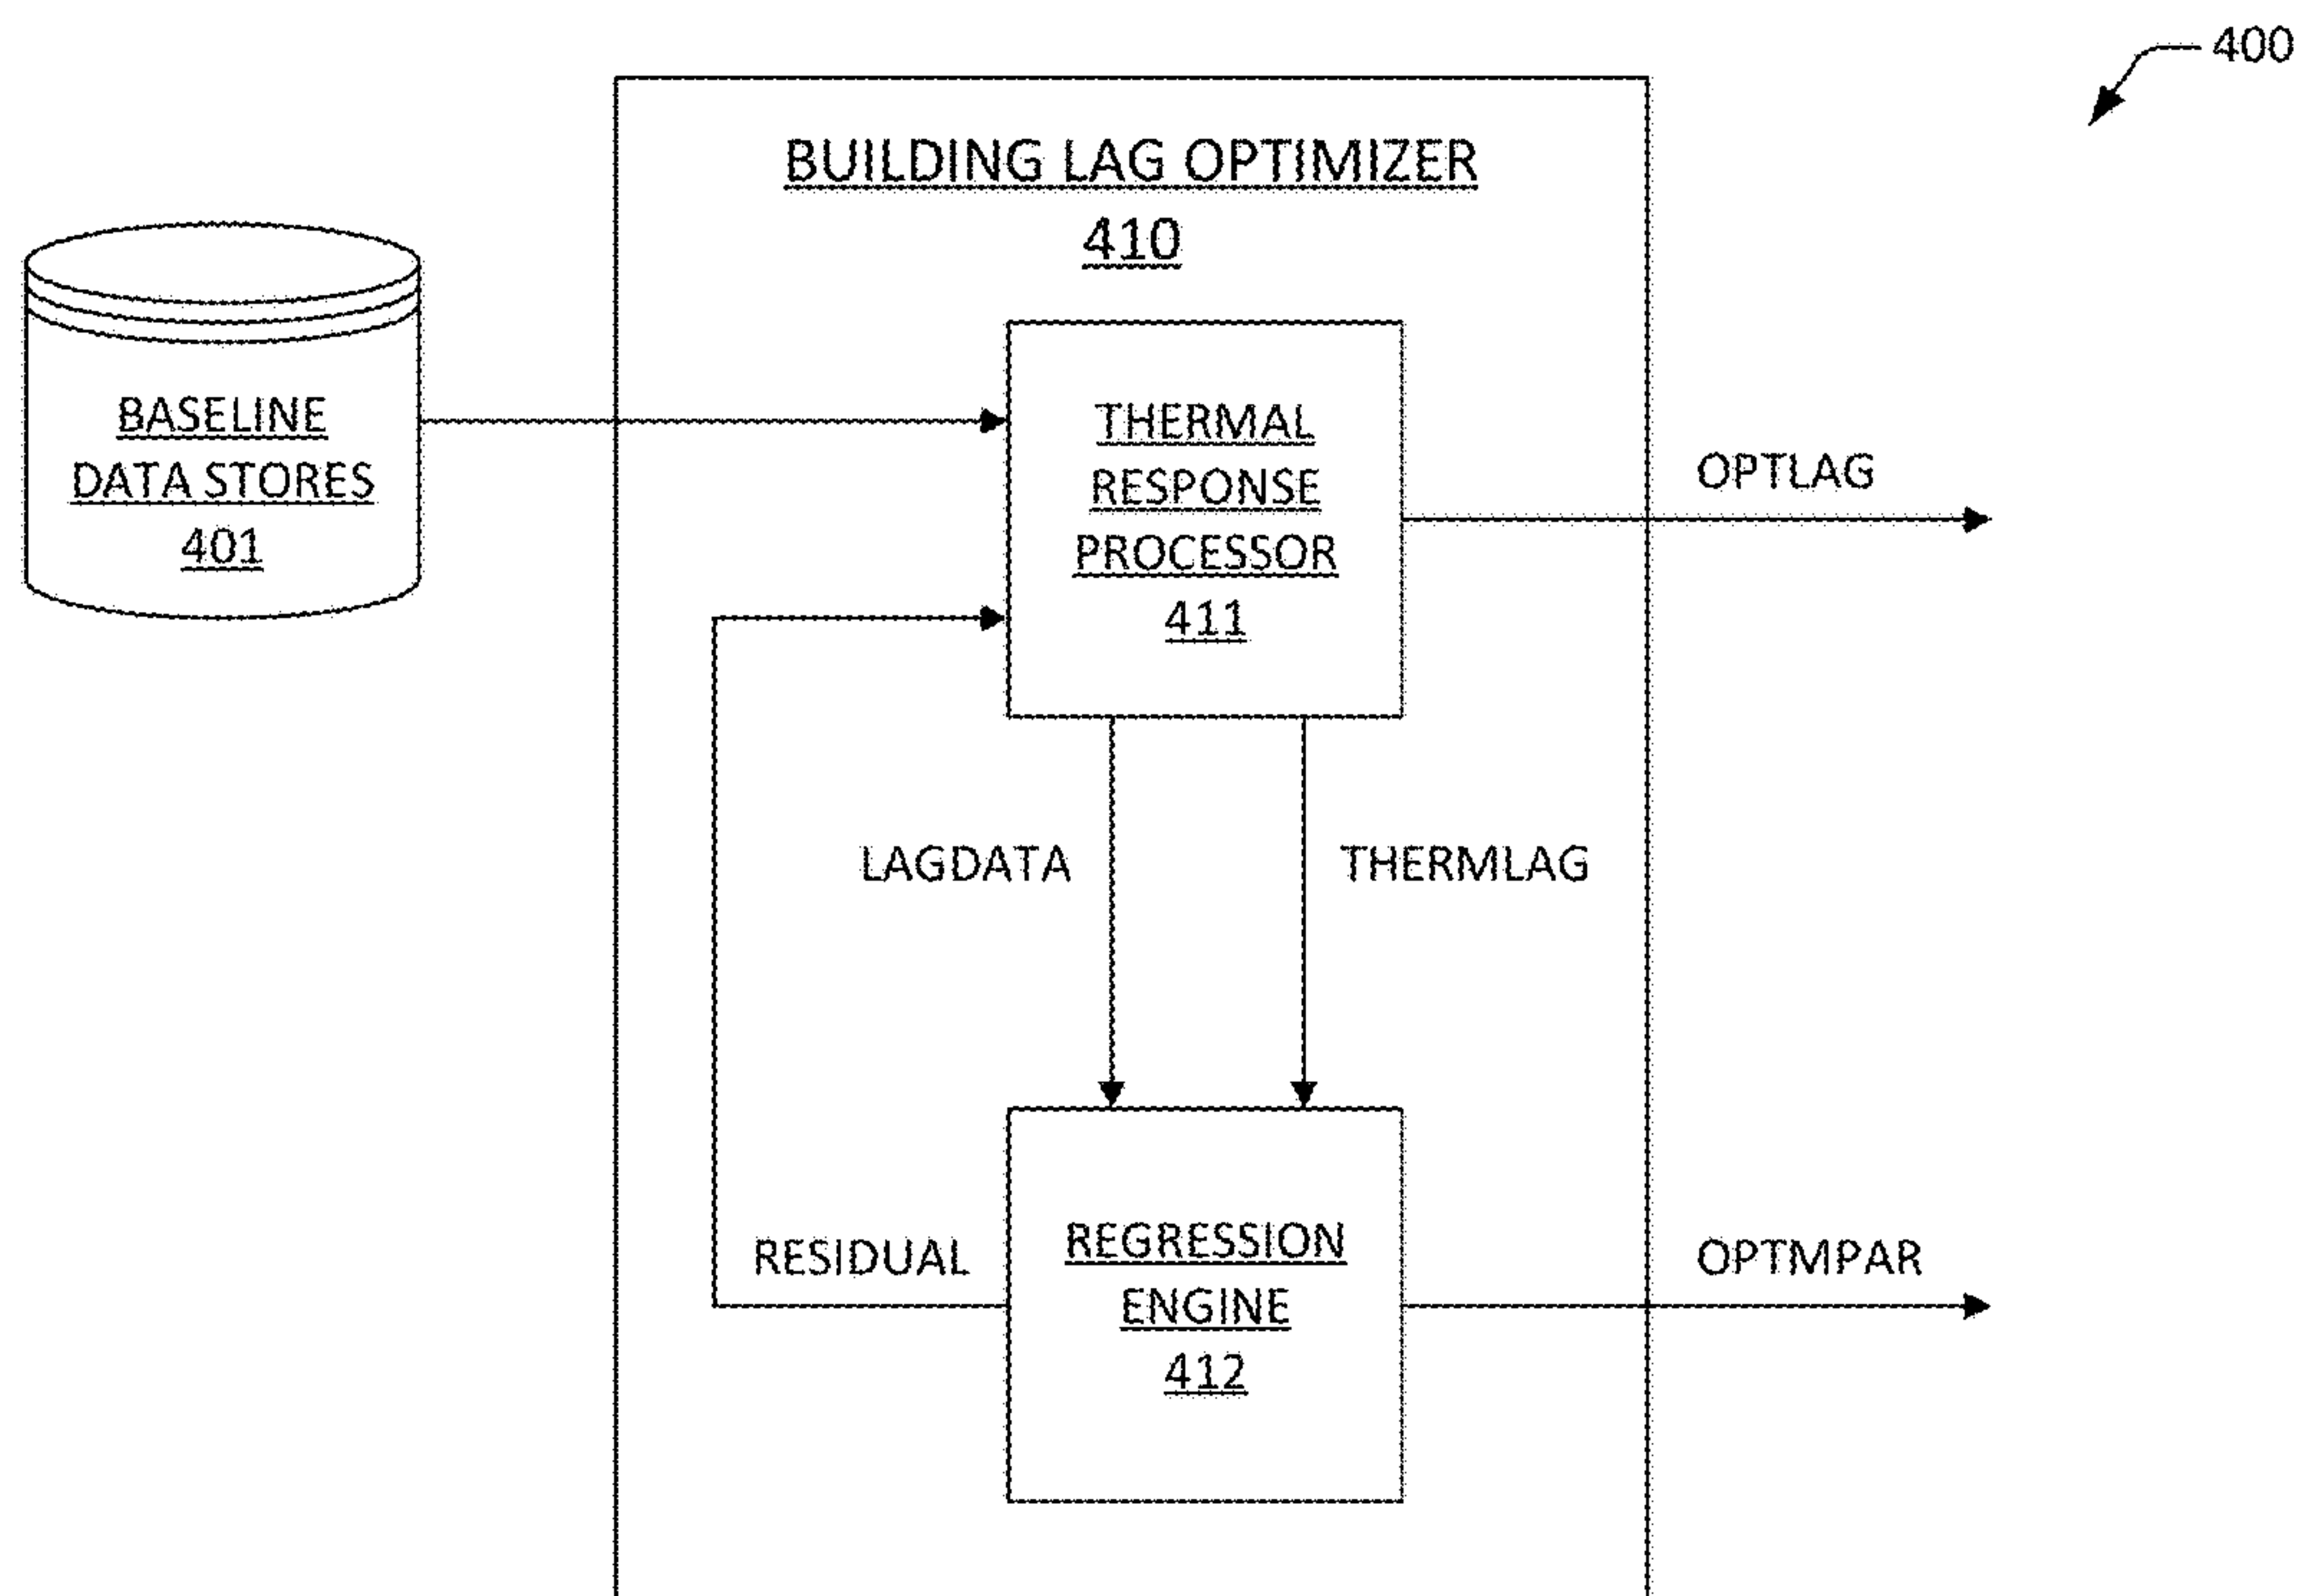 400
BUILDING LAG OPTIMIZER
410
BASELINE
DATA STORES
401
THERMAL
RESPONSE
PROCESSOR
411
OPTLAG
LAGDATA
THERMLAG
RESIDUAL
REGRESSION
ENGINE
412
OPTMPAR